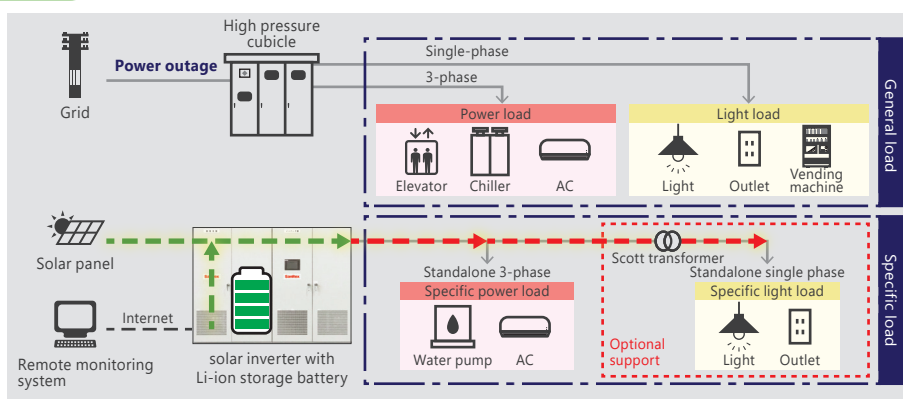 High pressure
cubicle
Power outage
Grid
Single-phase
3-phase
Power load
Elevator
Chiller
AC
Light load
Light
Outlet
Vending
machine
General load
Solar panel
Internet
Remote monitoring
system
solar inverter with
Li-ion storage battery
Standalone 3-phase
Specific power load
Water pump
AC
Scott transformer
Standalone single phase
Specific light load
Light
Outlet
Optional
support
Specific load